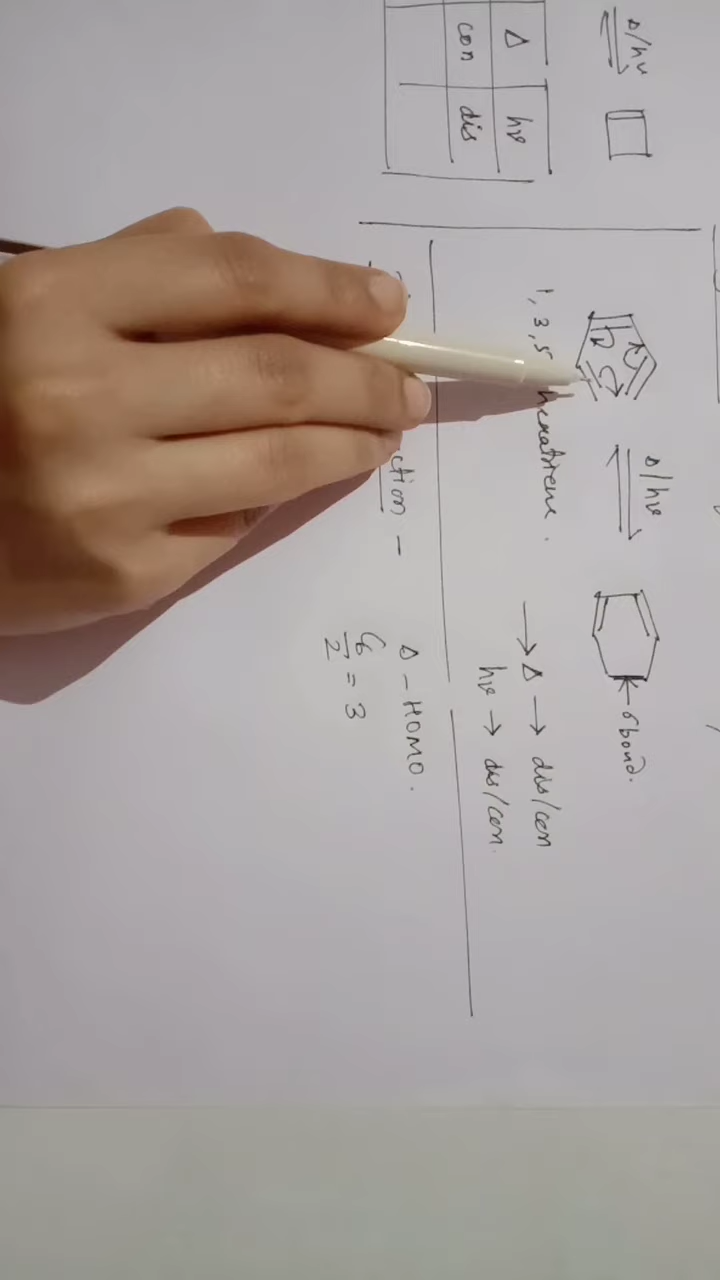 Δ/hν
Δ hν
con dis
Δ/hν
σ bond.
1, 3, 5 hexatriene.
→ Δ → dis/con
hν → dis/con.
Δ - HOMO.
6/2 = 3